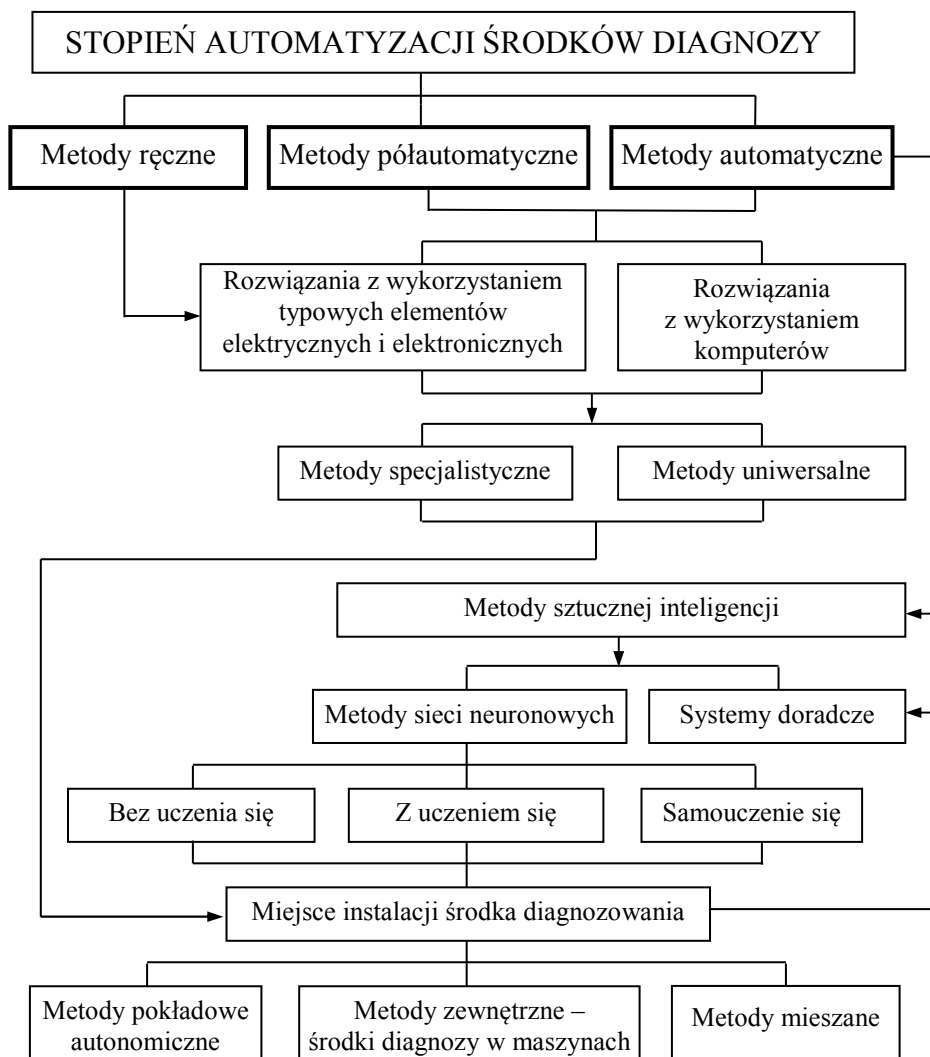 STOPIEŃ AUTOMATYZACJI ŚRODKÓW DIAGNOZY
Metody ręczne
Metody półautomatyczne
Metody automatyczne
Rozwiązania z wykorzystaniem
typowych elementów
elektrycznych i elektronicznych
Rozwiązania
z wykorzystaniem
komputerów
Metody specjalistyczne
Metody uniwersalne
Metody sztucznej inteligencji
Metody sieci neuronowych
Systemy doradcze
Bez uczenia się
Z uczeniem się
Samouczenie się
Miejsce instalacji środka diagnozowania
Metody pokładowe
autonomiczne
Metody zewnętrzne –
środki diagnozy w maszynach
Metody mieszane